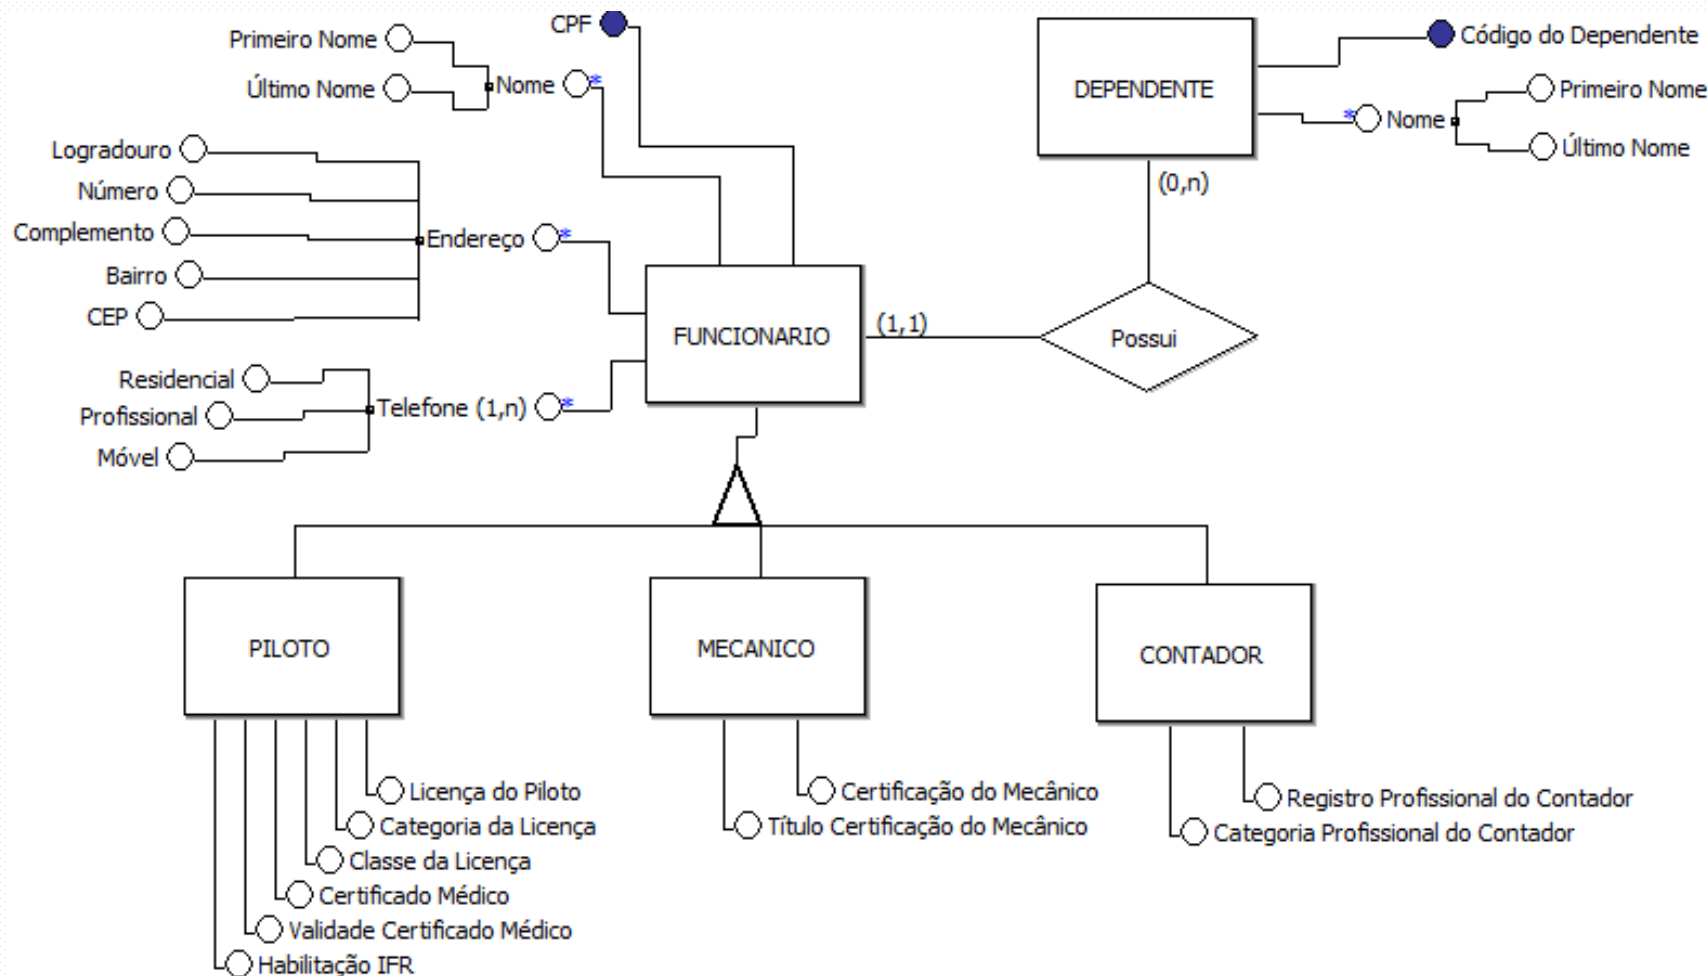 CPF
Primeiro Nome
Último Nome
Nome
*
Logradouro
Número
Complemento
Bairro
CEP
Endereço
*
Residencial
Profissional
Móvel
Telefone (1,n)
*
FUNCIONARIO
(1,1)
Possui
(0,n)
DEPENDENTE
Código do Dependente
*
Nome
Primeiro Nome
Último Nome
PILOTO
Licença do Piloto
Categoria da Licença
Classe da Licença
Certificado Médico
Validade Certificado Médico
Habilitação IFR
MECANICO
Certificação do Mecânico
Título Certificação do Mecânico
CONTADOR
Registro Profissional do Contador
Categoria Profissional do Contador